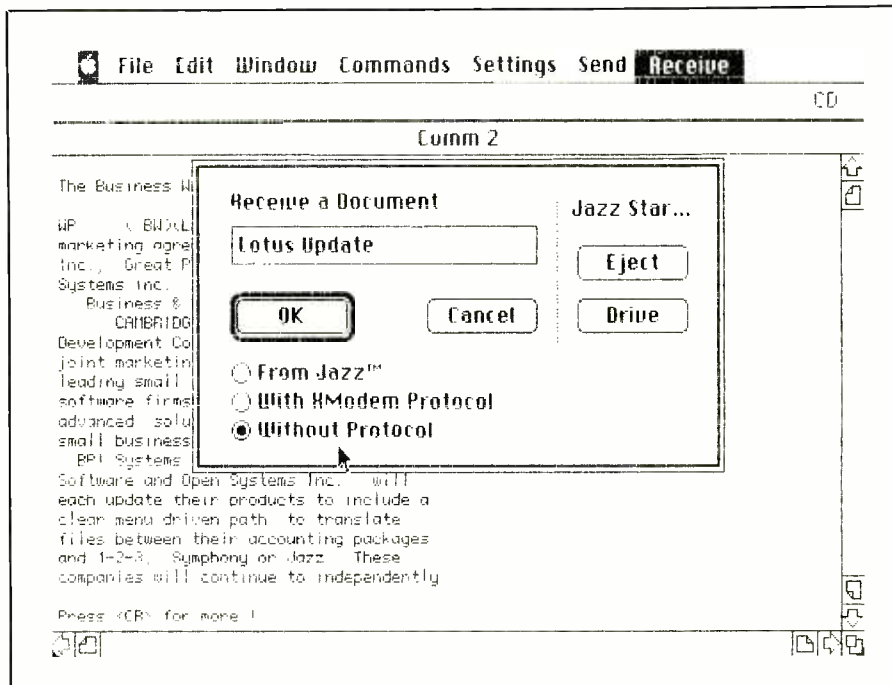 File Edit Window Commands Settings Send Receive
CD
Comm 2
The Business
WP
marketing agre
Inc., Great P
Systems Inc.
Business &
CAMBRIDG
Development Co
joint marketin
leading small
software firms
advanced solu
small business
BPI Systems
Software and Open Systems Inc. will
each update their products to include a
clear menu driven path to translate
files between their accounting packages
and 1-2-3, Symphony or Jazz These
companies will continue to independently
Press <CR> for more !
Receive a Document
Lotus Update
OK
Cancel
From Jazz™
With XModem Protocol
Without Protocol
Jazz Star...
Eject
Drive